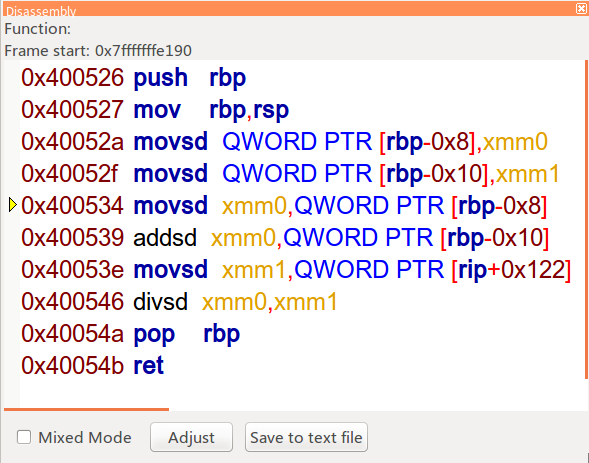 Disassembly
Function:
Frame start: 0x7fffffffe190
0x400526 push rbp
0x400527 mov rbp,rsp
0x40052a movsd QWORD PTR [rbp-0x8],xmm0
0x40052f movsd QWORD PTR [rbp-0x10],xmm1
0x400534 movsd xmm0,QWORD PTR [rbp-0x8]
0x400539 addsd xmm0,QWORD PTR [rbp-0x10]
0x40053e movsd xmm1,QWORD PTR [rip+0x122]
0x400546 divsd xmm0,xmm1
0x40054a pop rbp
0x40054b ret
Mixed Mode Adjust Save to text file